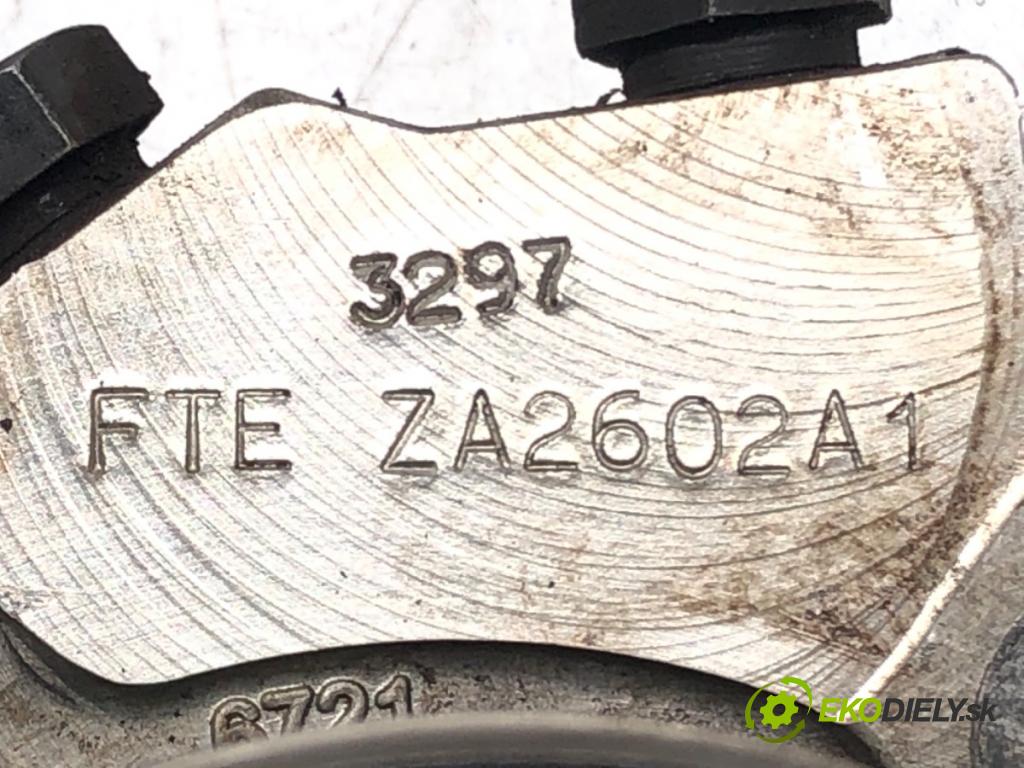 3297
FTE ZA2602A1
6721
EKODIELY.sk